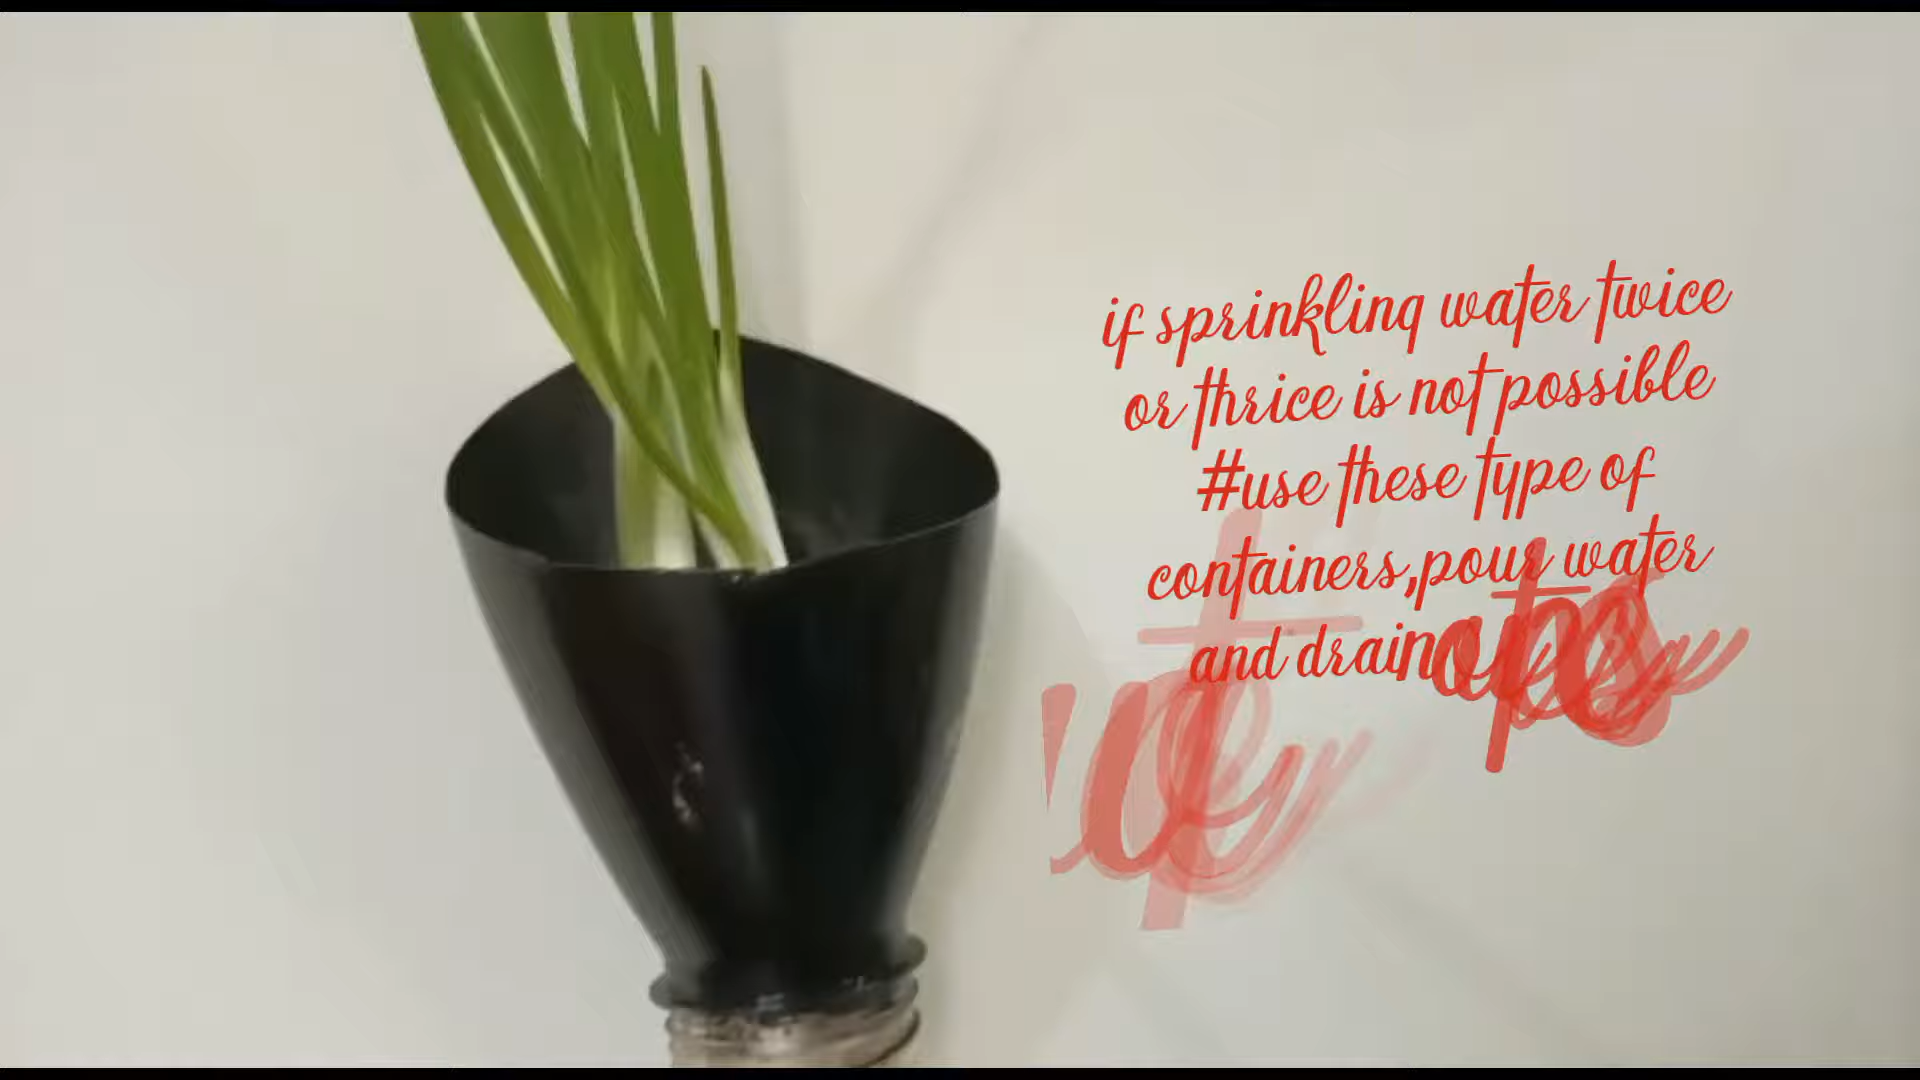 if sprinkling water twice
or thrice is not possible
#use these type of
containers,pour water
and drain